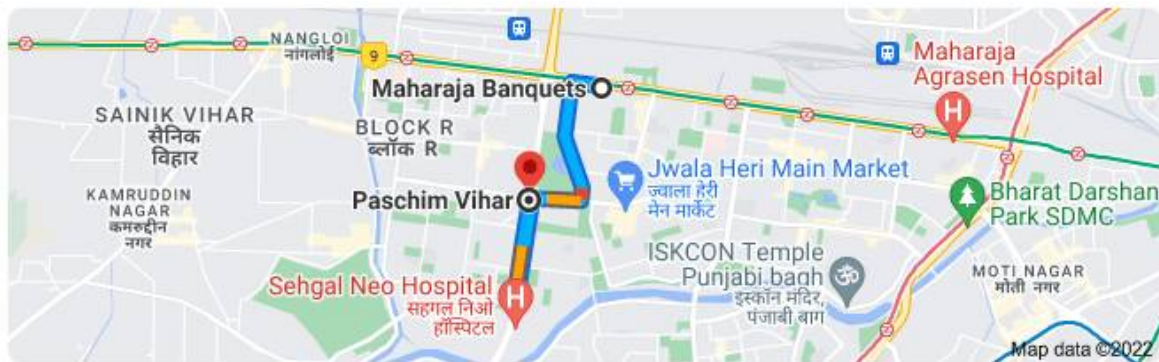 NANGLOI
नांगलोई
9
Maharaja
Agrasen Hospital
H
Maharaja Banquets
SAINIK VIHAR
सैनिक
विहार
BLOCK R
ब्लॉक R
Jwala Heri Main Market
ज्वाला हेरी
मेन मार्केट
KAMRUDDIN
NAGAR
कमरुद्दीन
नगर
Paschim Vihar
Bharat Darshan
Park SDMC
ISKCON Temple
Punjabi bagh
इस्कॉन मंदिर,
पंजाबी बाग
ॐ
MOTI NAGAR
मोती नगर
Sehgal Neo Hospital
सहगल निओ
हॉस्पिटल
H
Map data ©2022